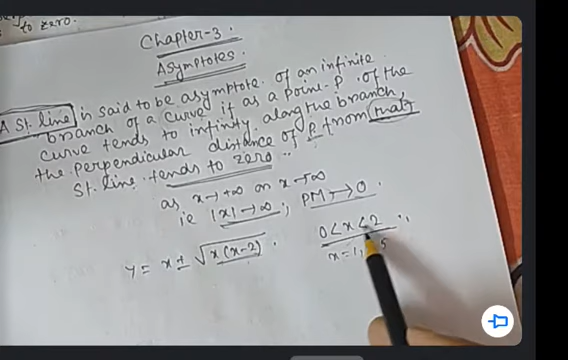 to zero.
Chapter-3
Asymptotes.
A St. line is said to be asymptote of an infinite
branch of a curve if as a point P of the
curve tends to infinity along the branch,
the perpendicular distance of P from that
St. line tends to zero.
as x → +∞ or x → -∞
ie |x| → ∞, PM → 0.
y = x ± √x(x-2) . 0 < x < 2
x = 1, 5